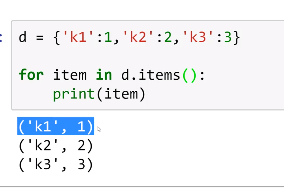 d = {'k1':1,'k2':2,'k3':3}
for item in d.items():
    print(item)
('k1', 1)
('k2', 2)
('k3', 3)